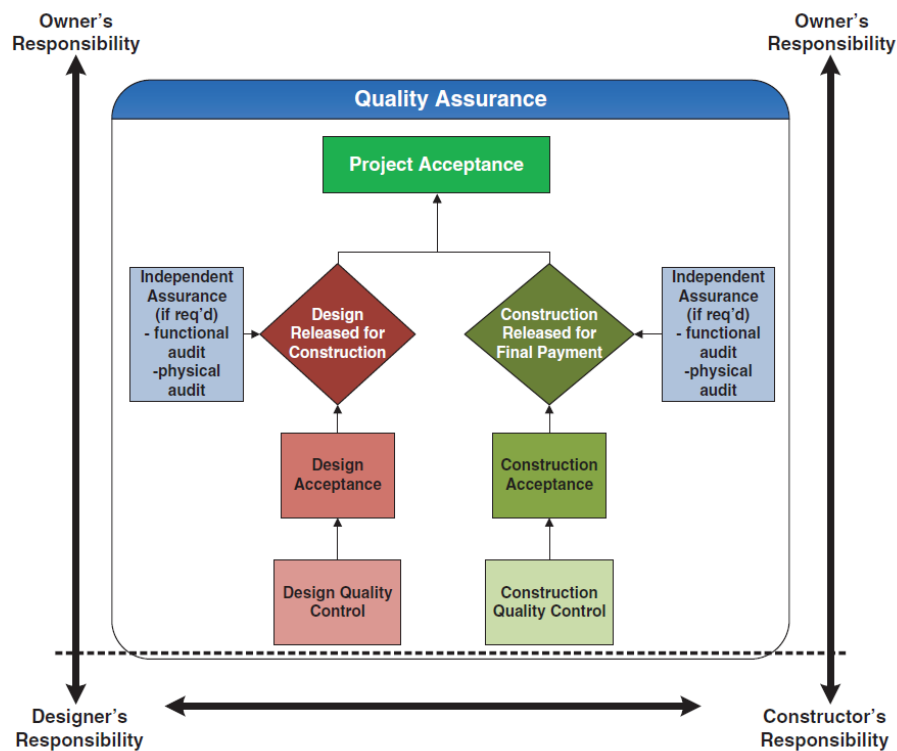 Owner's
Responsibility
Owner's
Responsibility
Quality Assurance
Project Acceptance
Independent
Assurance
(if req'd)
- functional
audit
-physical
audit
Design
Released for
Construction
Construction
Released for
Final Payment
Independent
Assurance
(if req'd)
- functional
audit
-physical
audit
Design
Acceptance
Construction
Acceptance
Design Quality
Control
Construction
Quality Control
Designer's
Responsibility
Constructor's
Responsibility